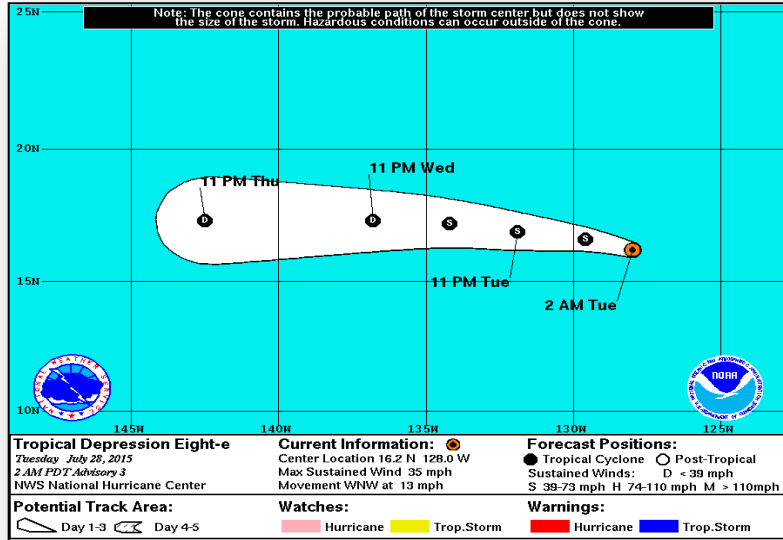 Note: The cone contains the probable path of the storm center but does not show
the size of the storm. Hazardous conditions can occur outside of the cone.
25N
20N
15N
10N
145W
140W
135W
130W
125W
11 PM Thu
11 PM Wed
11 PM Tue
2 AM Tue
D
D
S
S
S
NATIONAL WEATHER SERVICE
NOAA
Tropical Depression Eight-e
Tuesday July 28, 2015
2 AM PDT Advisory 3
NWS National Hurricane Center
Current Information:
Center Location 16.2 N 128.0 W
Max Sustained Wind 35 mph
Movement WNW at 13 mph
Forecast Positions:
Tropical Cyclone Post-Tropical
Sustained Winds: D < 39 mph
S 39-73 mph H 74-110 mph M > 110mph
Potential Track Area:
Day 1-3 Day 4-5
Watches:
Hurricane Trop.Storm
Warnings:
Hurricane Trop.Storm